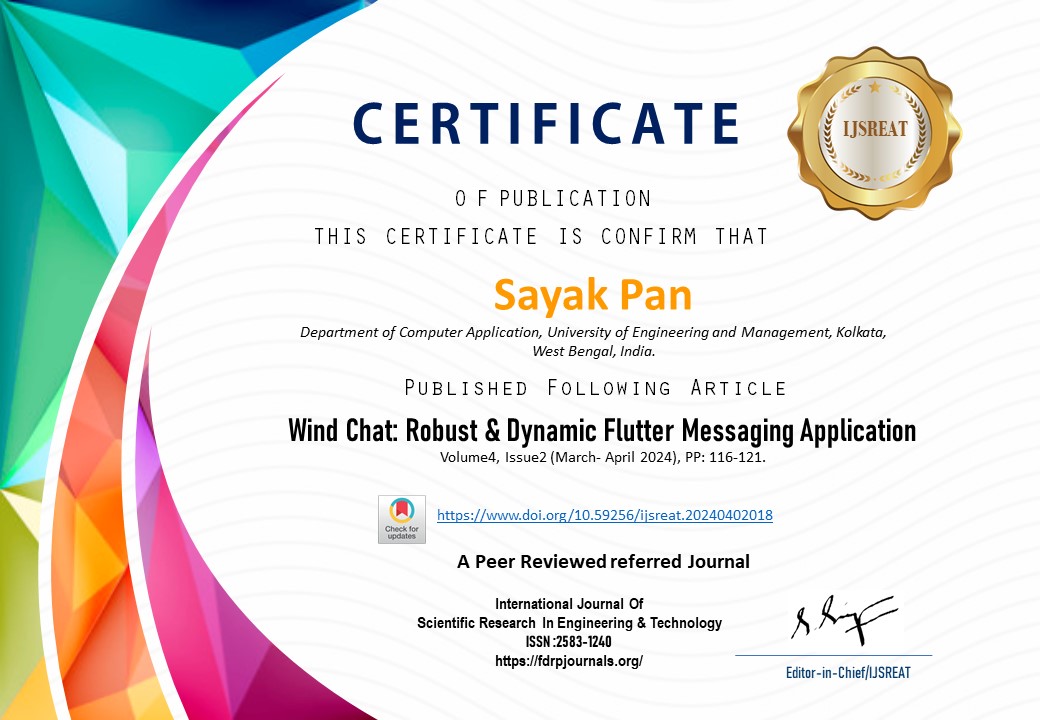 CERTIFICATE
IJSREAT
O F PUBLICATION
THIS CERTIFICATE IS CONFIRM THAT
Sayak Pan
Department of Computer Application, University of Engineering and Management, Kolkata,
West Bengal, India.
Published Following Article
Wind Chat: Robust & Dynamic Flutter Messaging Application
Volume4, Issue2 (March- April 2024), PP: 116-121.
Check for
updates
https://www.doi.org/10.59256/ijsreat.20240402018
A Peer Reviewed referred Journal
International Journal Of
Scientific Research In Engineering & Technology
ISSN :2583-1240
https://fdrpjournals.org/
Editor-in-Chief/IJSREAT